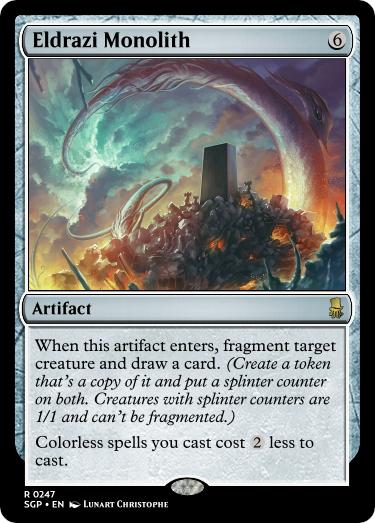 Eldrazi Monolith 6
Artifact
When this artifact enters, fragment target
creature and draw a card. (Create a token
that's a copy of it and put a splinter counter
on both. Creatures with splinter counters are
1/1 and can't be fragmented.)
Colorless spells you cast cost 2 less to
cast.
R 0247
SGP • EN Lunart Christophe